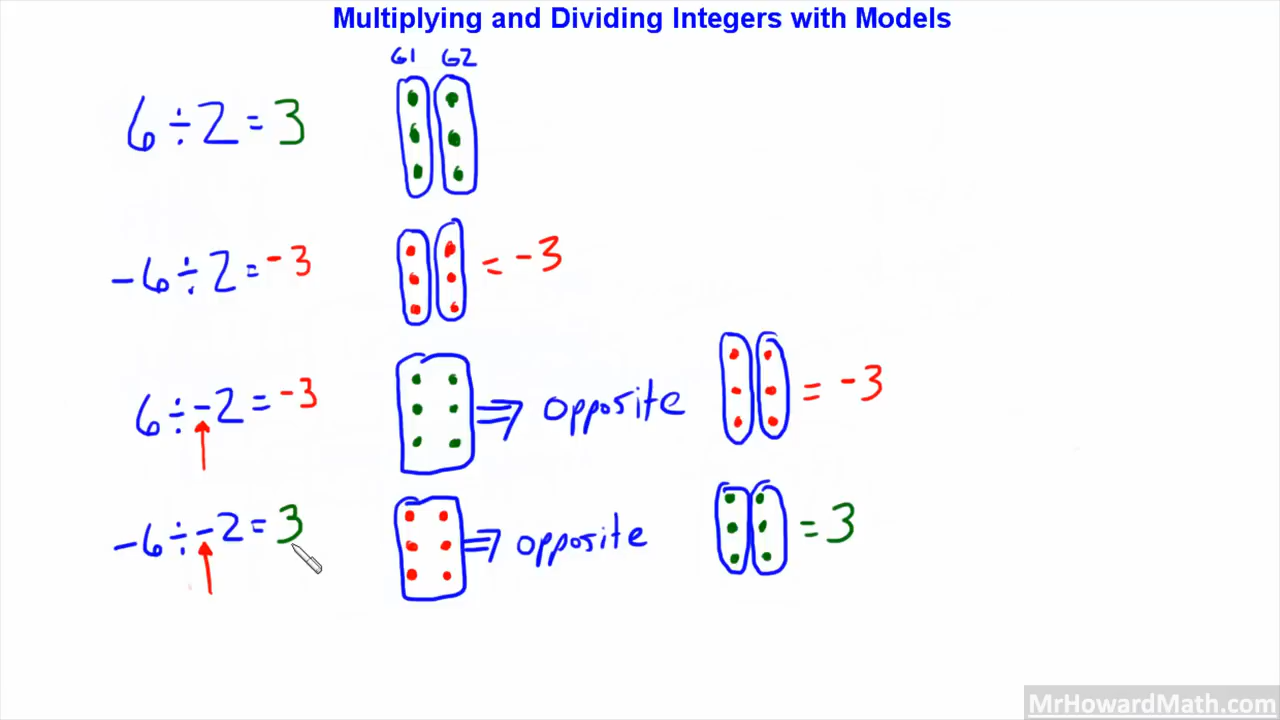 Multiplying and Dividing Integers with Models
G1 G2
6 ÷ 2 = 3
-6 ÷ 2 = -3 = -3
6 ÷ -2 = -3 ⇒ opposite = -3
-6 ÷ -2 = 3 ⇒ opposite = 3
MrHowardMath.com